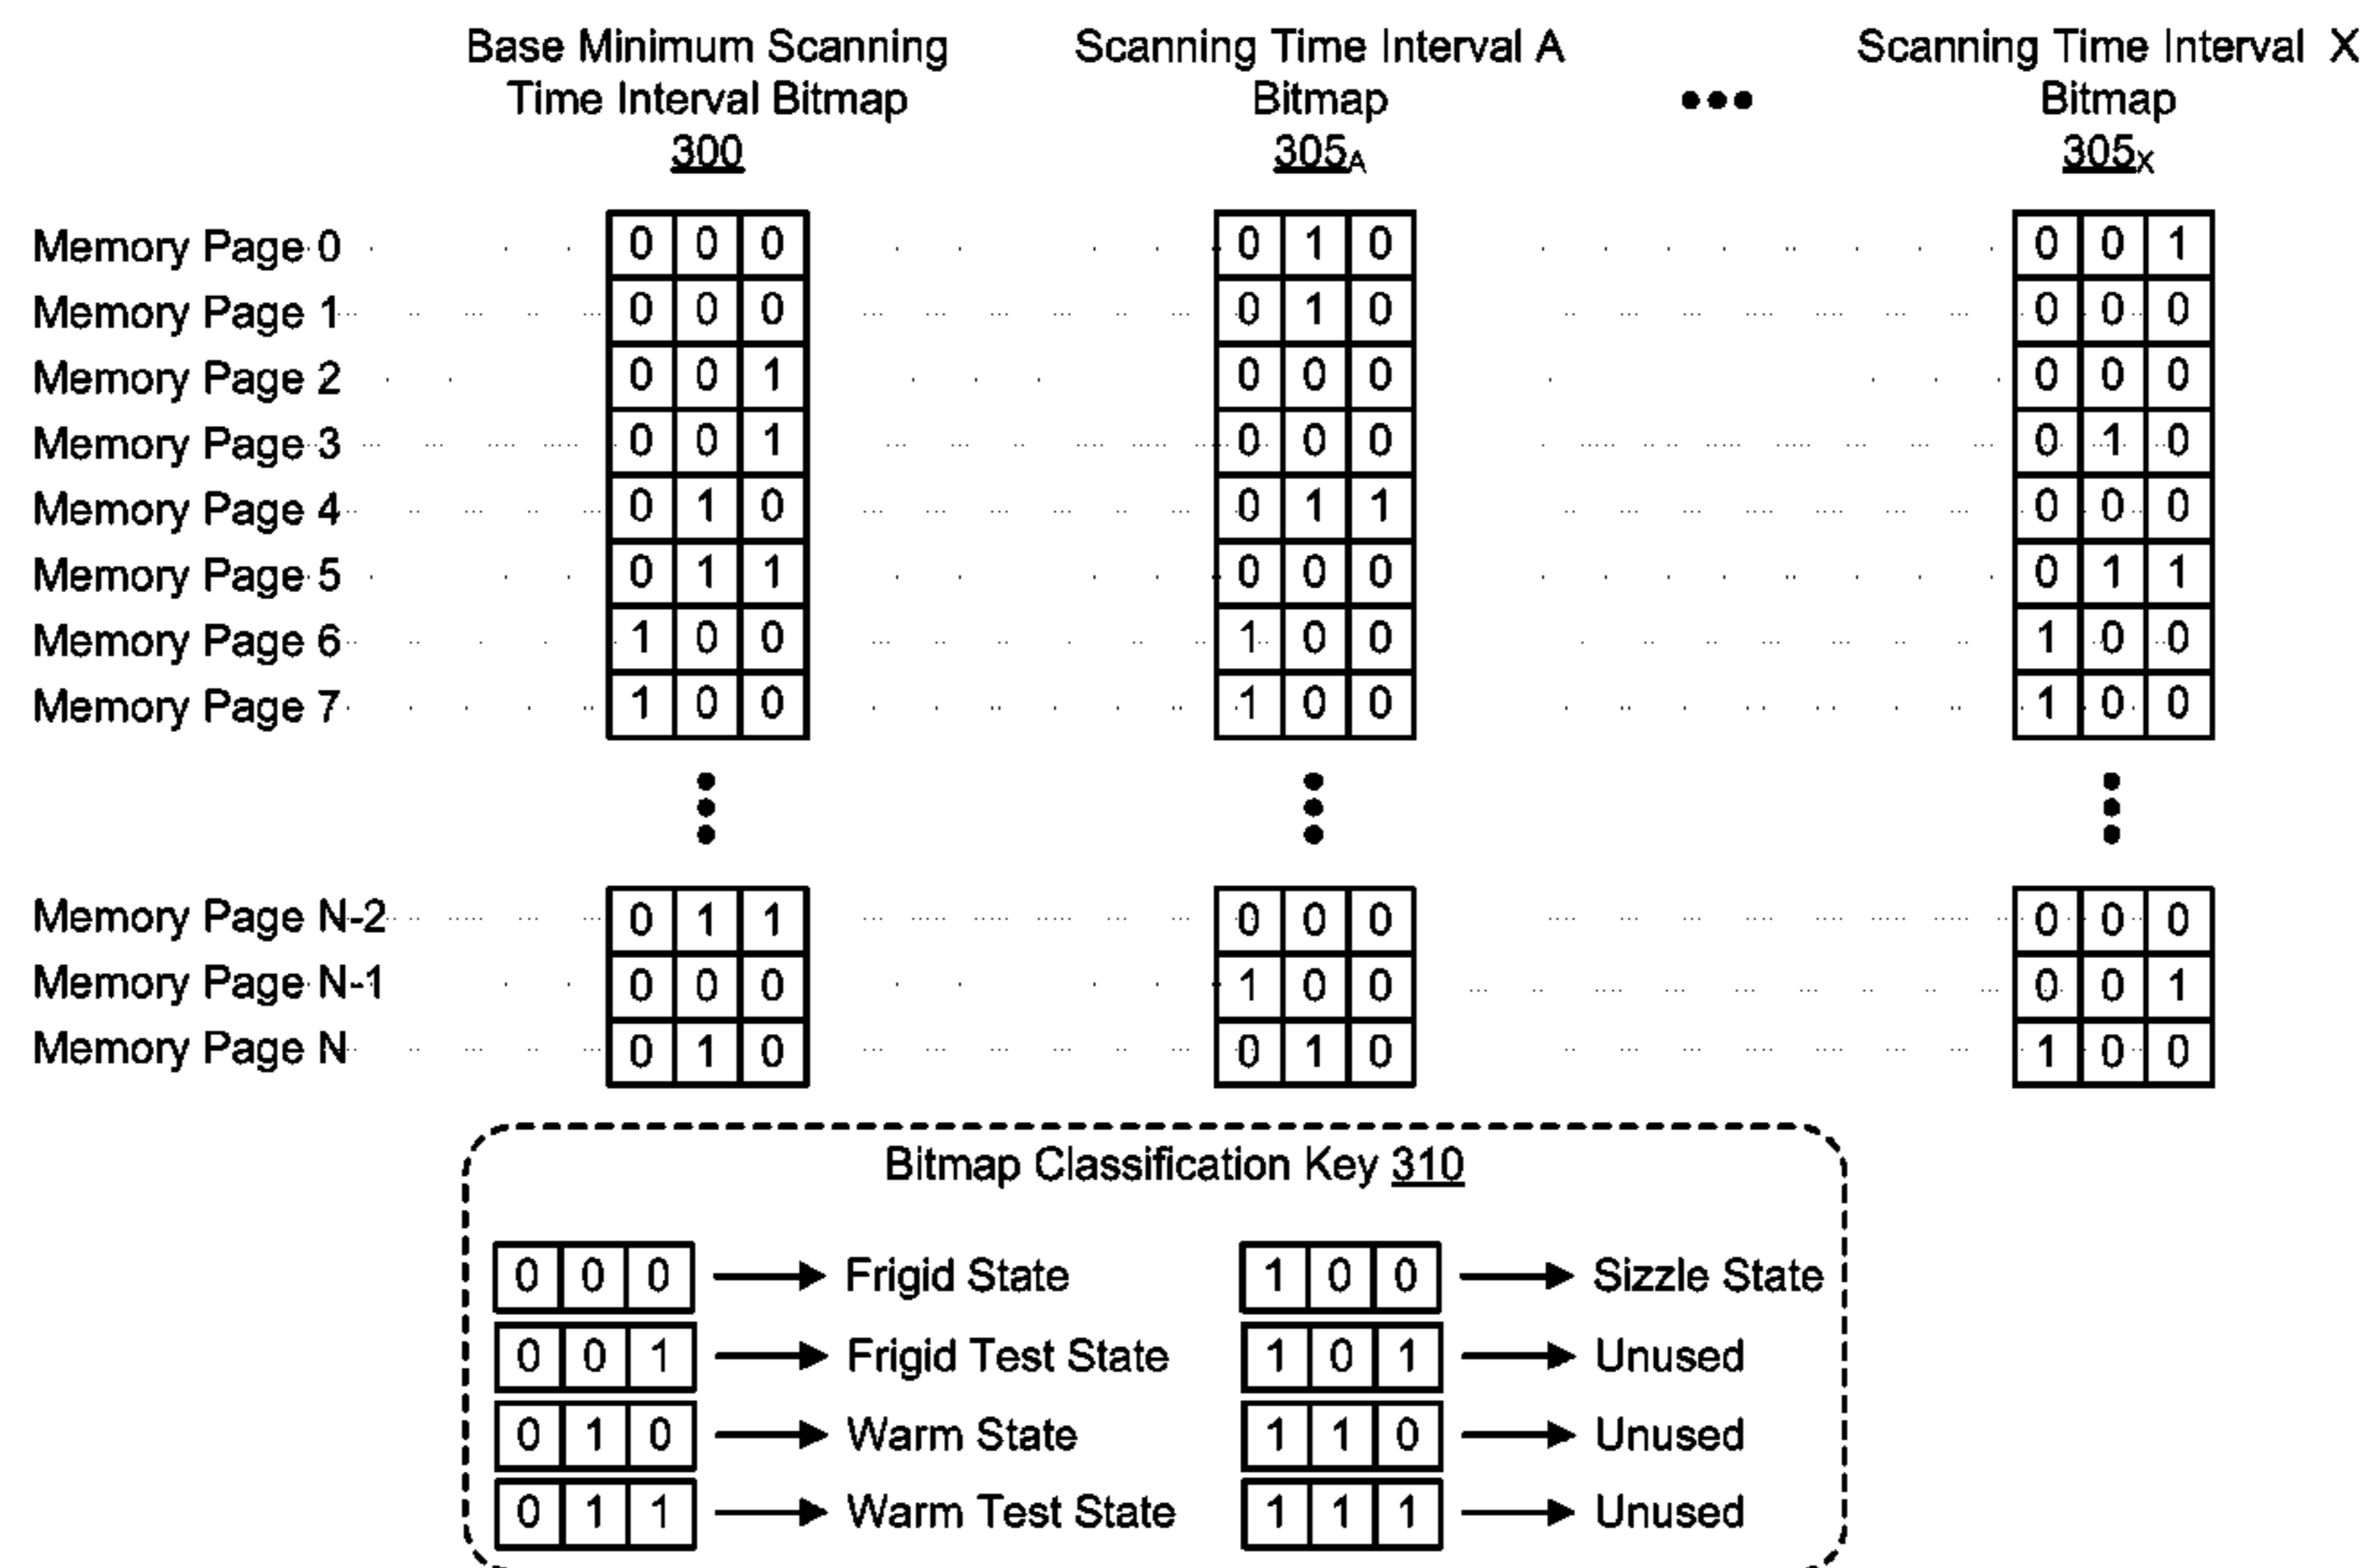 Base Minimum Scanning Time Interval Bitmap 300
Scanning Time Interval A Bitmap 305A
•••
Scanning Time Interval X Bitmap 305X
Memory Page 0 0 0 0 0 1 0 0 0 1
Memory Page 1 0 0 0 0 1 0 0 0 0
Memory Page 2 0 0 1 0 0 0 0 0 0
Memory Page 3 0 0 1 0 0 0 0 1 0
Memory Page 4 0 1 0 0 1 1 0 0 0
Memory Page 5 0 1 1 0 0 0 0 1 1
Memory Page 6 1 0 0 1 0 0 1 0 0
Memory Page 7 1 0 0 1 0 0 1 0 0
Memory Page N-2 0 1 1 0 0 0 0 0 0
Memory Page N-1 0 0 0 1 0 0 0 0 1
Memory Page N 0 1 0 0 1 0 1 0 0
Bitmap Classification Key 310
0 0 0 Frigid State 1 0 0 Sizzle State
0 0 1 Frigid Test State 1 0 1 Unused
0 1 0 Warm State 1 1 0 Unused
0 1 1 Warm Test State 1 1 1 Unused